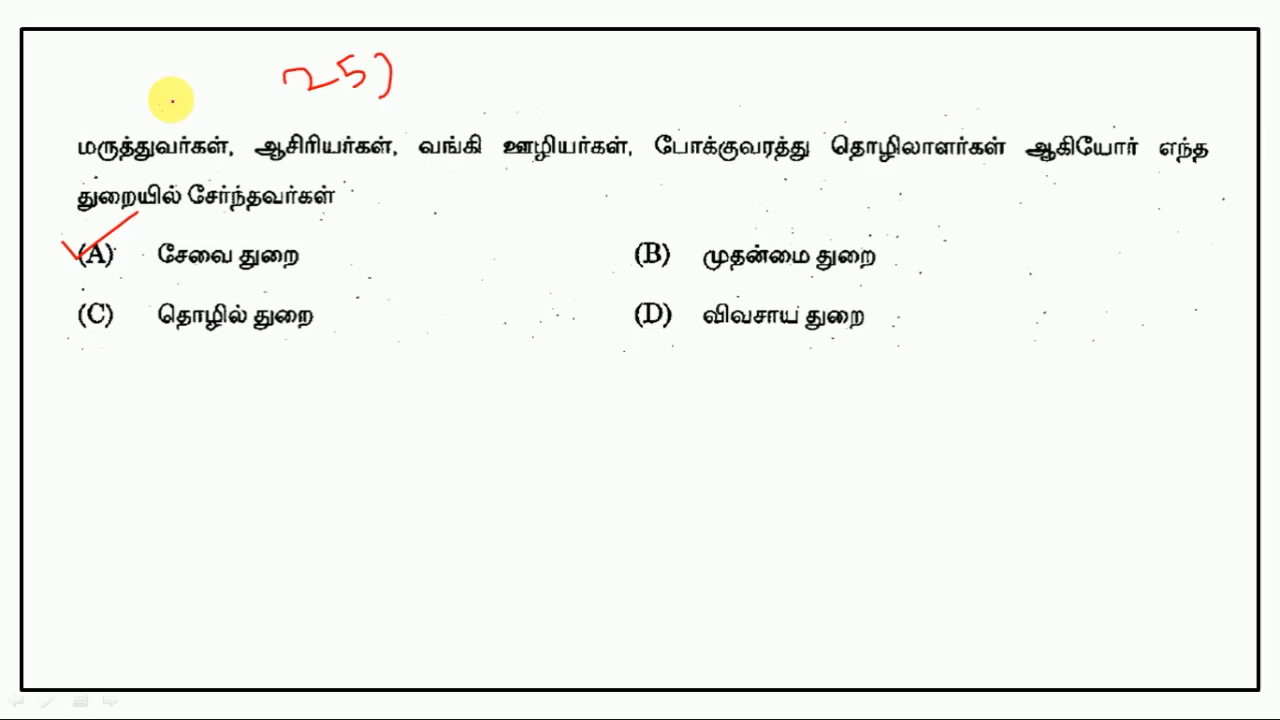 25)
மருத்துவர்கள், ஆசிரியர்கள், வங்கி ஊழியர்கள், போக்குவரத்து தொழிலாளர்கள் ஆகியோர் எந்த
துறையில் சேர்ந்தவர்கள்
(A) சேவை துறை (B) முதன்மை துறை
(C) தொழில் துறை (D) விவசாய துறை